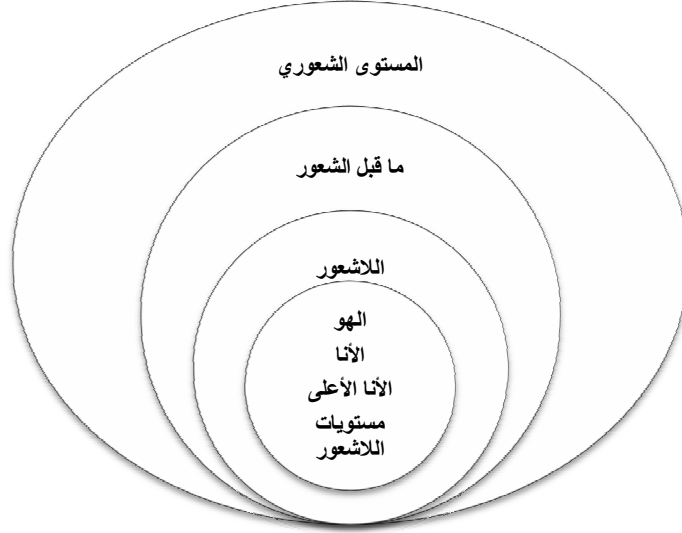 المستوى الشعوري
ما قبل الشعور
اللاشعور
الهو
الأنا
الأنا الأعلى
مستويات
اللاشعور